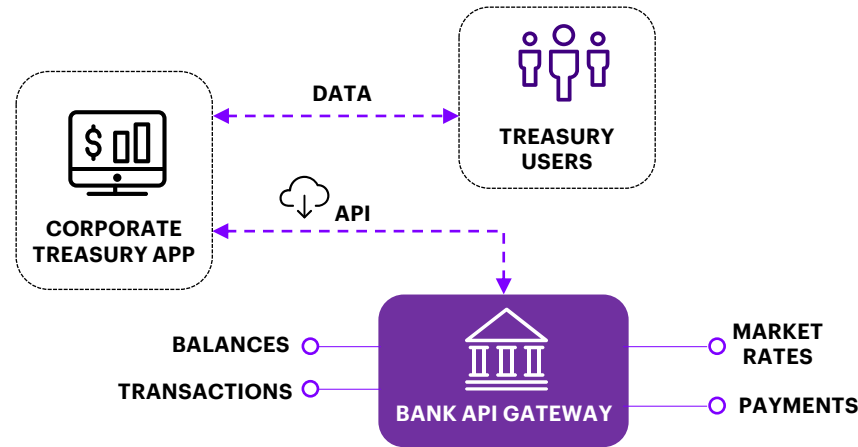 DATA
TREASURY
USERS
$
CORPORATE
TREASURY APP
API
BALANCES
TRANSACTIONS
BANK API GATEWAY
MARKET
RATES
PAYMENTS